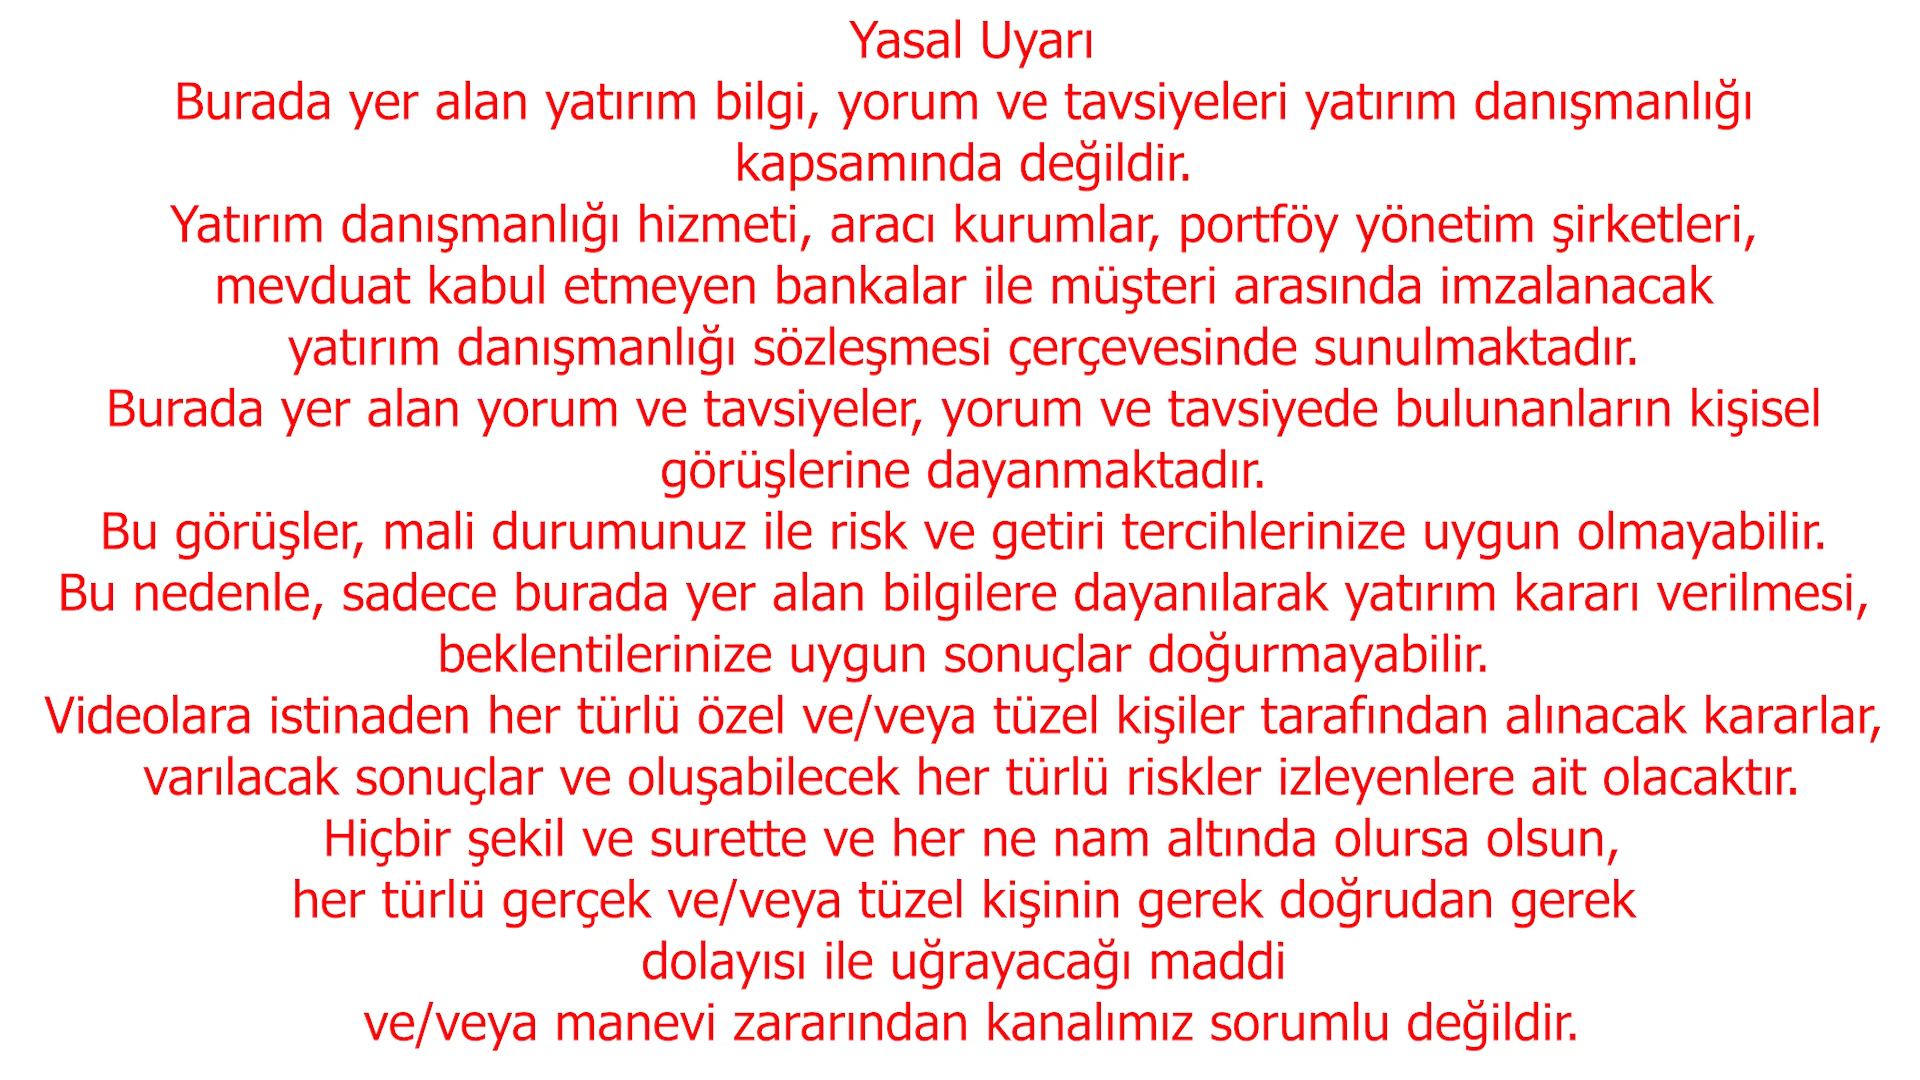 Yasal Uyarı
Burada yer alan yatırım bilgi, yorum ve tavsiyeleri yatırım danışmanlığı
kapsamında değildir.
Yatırım danışmanlığı hizmeti, aracı kurumlar, portföy yönetim şirketleri,
mevduat kabul etmeyen bankalar ile müşteri arasında imzalanacak
yatırım danışmanlığı sözleşmesi çerçevesinde sunulmaktadır.
Burada yer alan yorum ve tavsiyeler, yorum ve tavsiyede bulunanların kişisel
görüşlerine dayanmaktadır.
Bu görüşler, mali durumunuz ile risk ve getiri tercihlerinize uygun olmayabilir.
Bu nedenle, sadece burada yer alan bilgilere dayanılarak yatırım kararı verilmesi,
beklentilerinize uygun sonuçlar doğurmayabilir.
Videolara istinaden her türlü özel ve/veya tüzel kişiler tarafından alınacak kararlar,
varılacak sonuçlar ve oluşabilecek her türlü riskler izleyenlere ait olacaktır.
Hiçbir şekil ve surette ve her ne nam altında olursa olsun,
her türlü gerçek ve/veya tüzel kişinin gerek doğrudan gerek
dolayısı ile uğrayacağı maddi
ve/veya manevi zararından kanalımız sorumlu değildir.